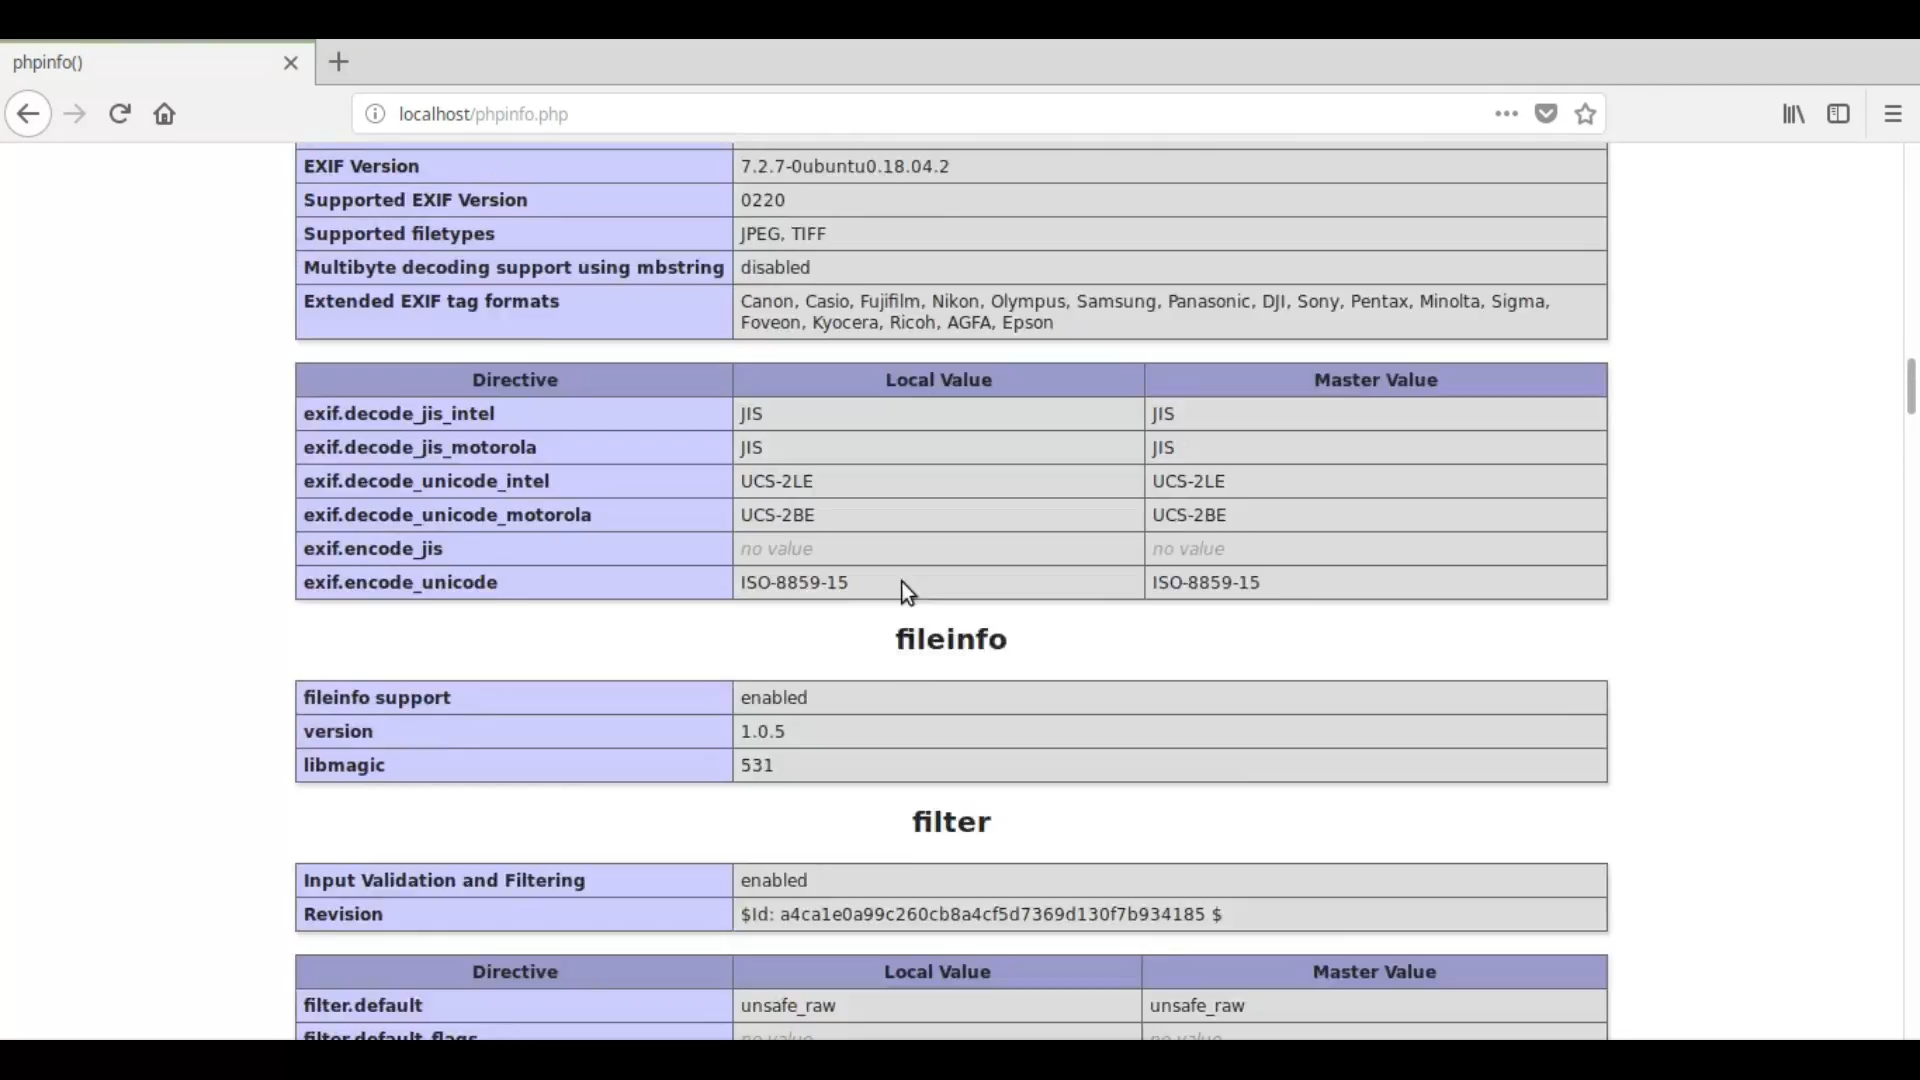 phpinfo()
localhost/phpinfo.php
EXIF Version 7.2.7-0ubuntu0.18.04.2
Supported EXIF Version 0220
Supported filetypes JPEG, TIFF
Multibyte decoding support using mbstring disabled
Extended EXIF tag formats Canon, Casio, Fujifilm, Nikon, Olympus, Samsung, Panasonic, DJI, Sony, Pentax, Minolta, Sigma,
Foveon, Kyocera, Ricoh, AGFA, Epson
Directive Local Value Master Value
exif.decode_jis_intel JIS JIS
exif.decode_jis_motorola JIS JIS
exif.decode_unicode_intel UCS-2LE UCS-2LE
exif.decode_unicode_motorola UCS-2BE UCS-2BE
exif.encode_jis no value no value
exif.encode_unicode ISO-8859-15 ISO-8859-15
fileinfo
fileinfo support enabled
version 1.0.5
libmagic 531
filter
Input Validation and Filtering enabled
Revision $Id: a4ca1e0a99c260cb8a4cf5d7369d130f7b934185 $
Directive Local Value Master Value
filter.default unsafe_raw unsafe_raw
filter.default_flags no value no value